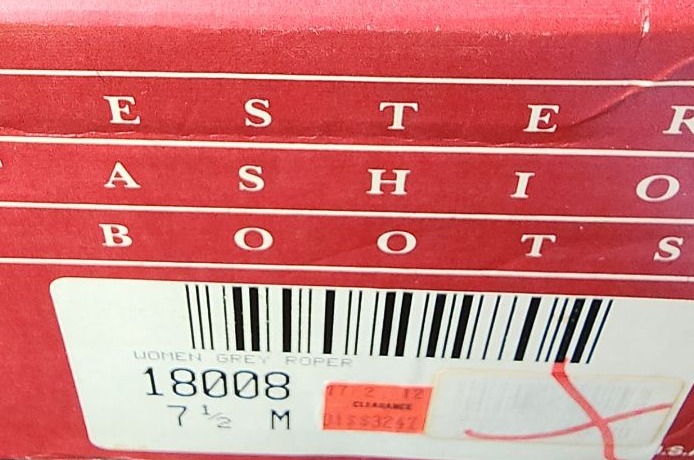 E S T E R
A S H I O
B O O T S
WOMEN GREY ROPER
18008
7 ½ M
CLEARANCE